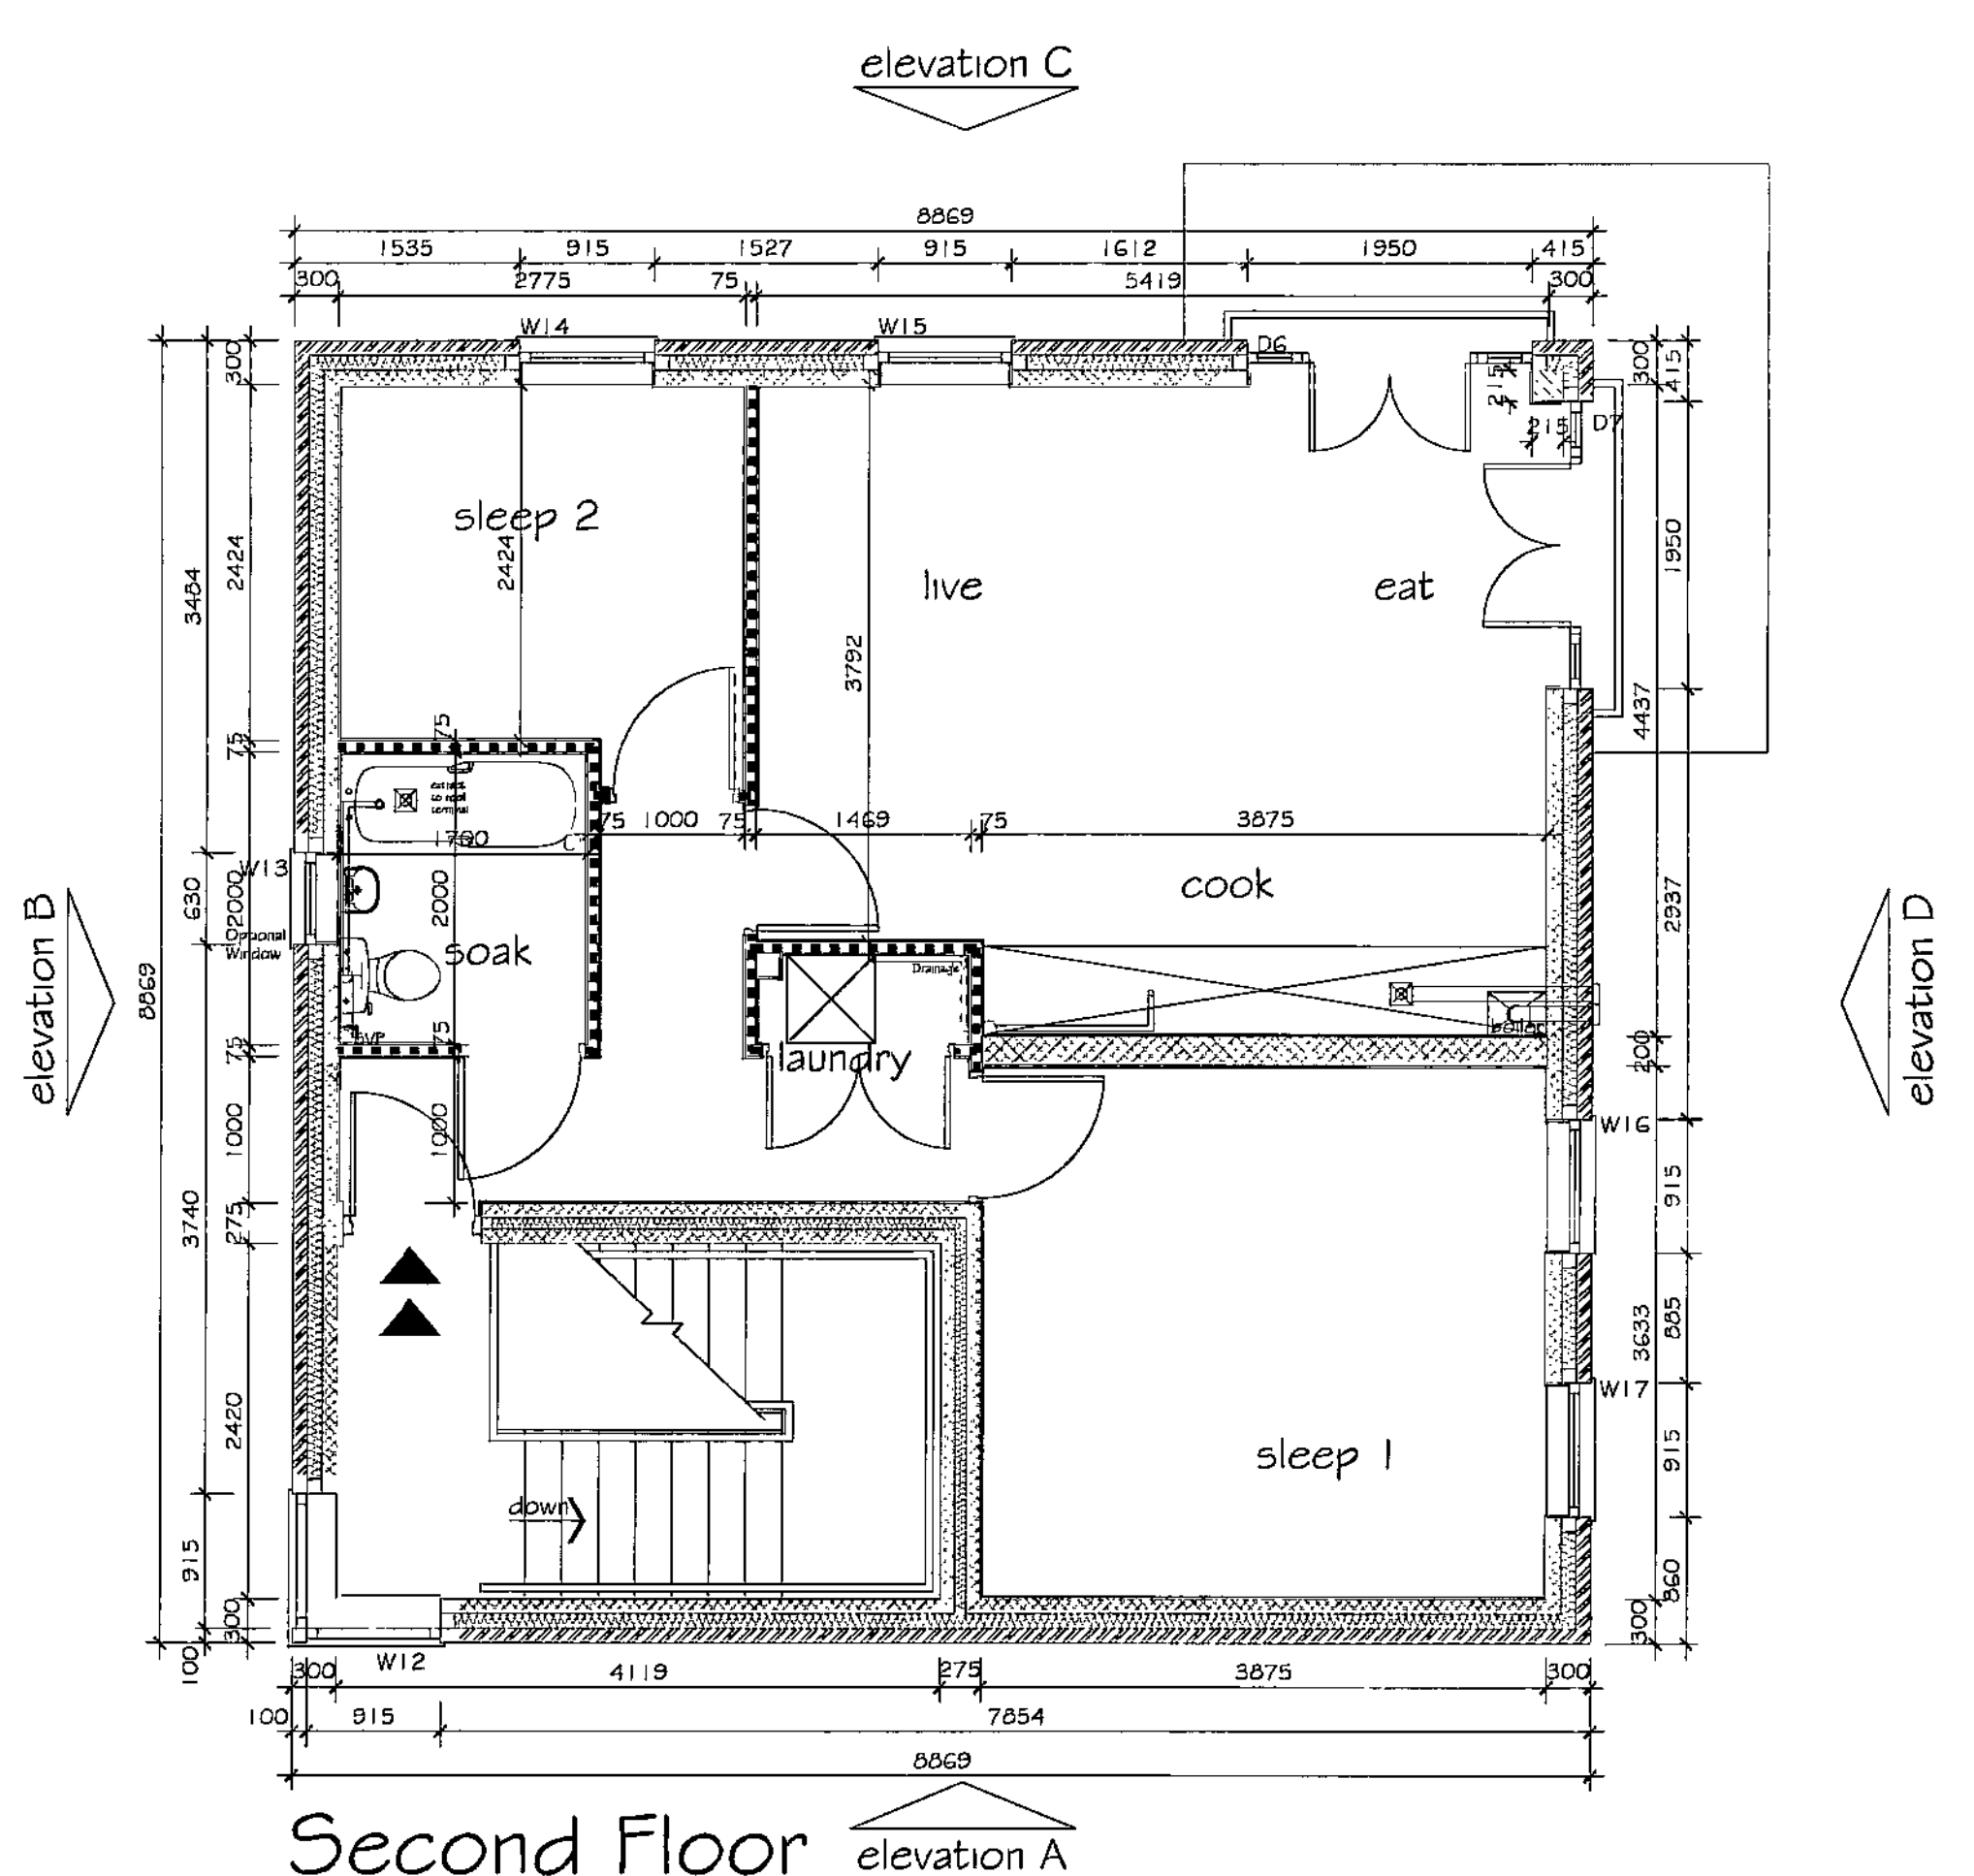 elevation C
8869
1535 915 1527 915 1612 1950 415
300 2775 75 5419 300
W14 W15 D6
300 300 415
215
215 D7
sleep 2
2424 2424 3484
live eat
1950
3792
4437
75 75
75 1000 75 1469 75 3875
1700
W13
630 2000 2000
cook
2937
Optional
Window
soak
elevation B
8869
elevation D
SVP
75 75
laundry
boiler
200
W16
1000 1000
915
3740 275
885
3633
W17
2420
sleep 1
915
down
915
860
300 300
100
W12
300 4119 275 3875 300
100 915 7854
8869
Second Floor
elevation A